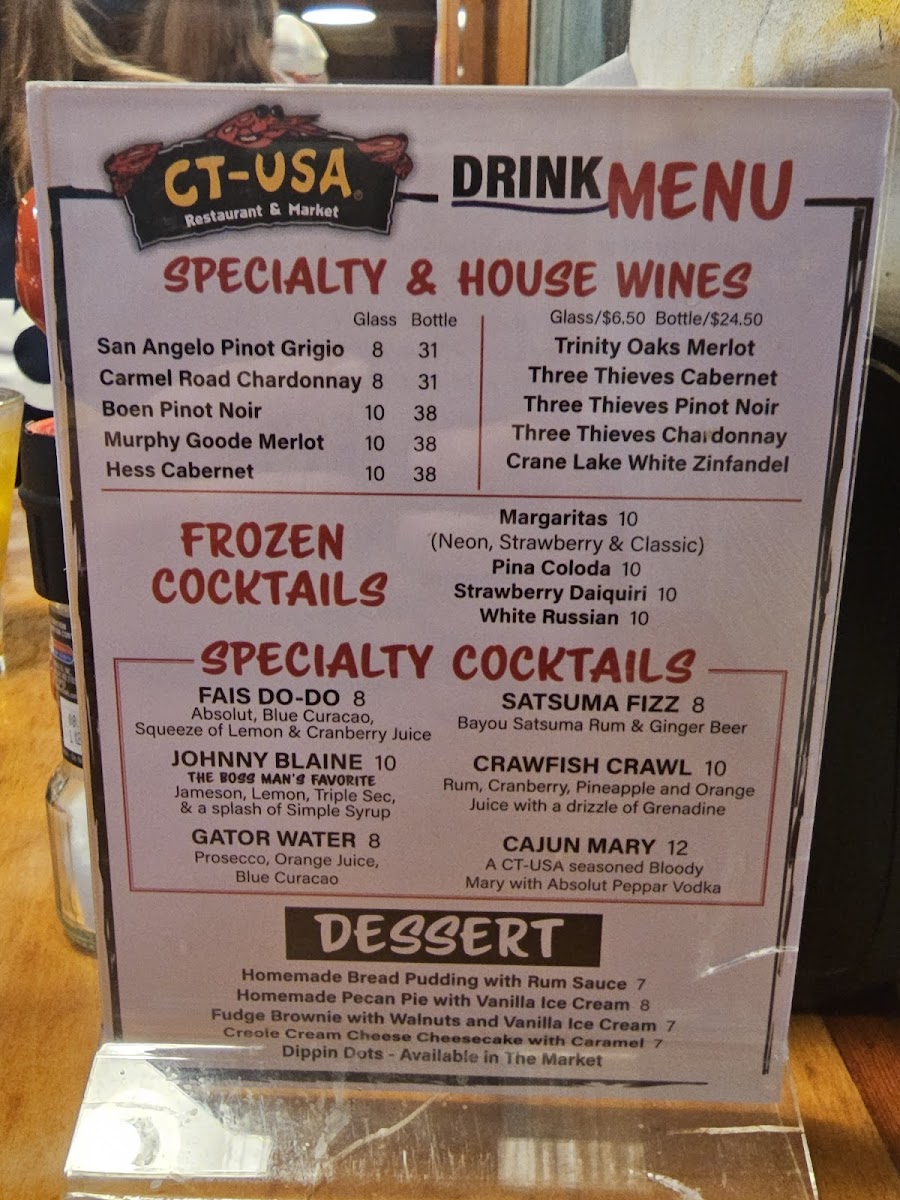 CT-USA
Restaurant & Market
DRINK MENU
SPECIALTY & HOUSE WINES
Glass Bottle
San Angelo Pinot Grigio 8 31
Carmel Road Chardonnay 8 31
Boen Pinot Noir 10 38
Murphy Goode Merlot 10 38
Hess Cabernet 10 38
Glass/$6.50 Bottle/$24.50
Trinity Oaks Merlot
Three Thieves Cabernet
Three Thieves Pinot Noir
Three Thieves Chardonnay
Crane Lake White Zinfandel
FROZEN
COCKTAILS
Margaritas 10
(Neon, Strawberry & Classic)
Pina Coloda 10
Strawberry Daiquiri 10
White Russian 10
SPECIALTY COCKTAILS
FAIS DO-DO 8
Absolut, Blue Curacao,
Squeeze of Lemon & Cranberry Juice
JOHNNY BLAINE 10
THE BOSS MAN'S FAVORITE
Jameson, Lemon, Triple Sec,
& a splash of Simple Syrup
GATOR WATER 8
Prosecco, Orange Juice,
Blue Curacao
SATSUMA FIZZ 8
Bayou Satsuma Rum & Ginger Beer
CRAWFISH CRAWL 10
Rum, Cranberry, Pineapple and Orange
Juice with a drizzle of Grenadine
CAJUN MARY 12
A CT-USA seasoned Bloody
Mary with Absolut Peppar Vodka
DESSERT
Homemade Bread Pudding with Rum Sauce 7
Homemade Pecan Pie with Vanilla Ice Cream 8
Fudge Brownie with Walnuts and Vanilla Ice Cream 7
Creole Cream Cheese Cheesecake with Caramel 7
Dippin Dots - Available in The Market